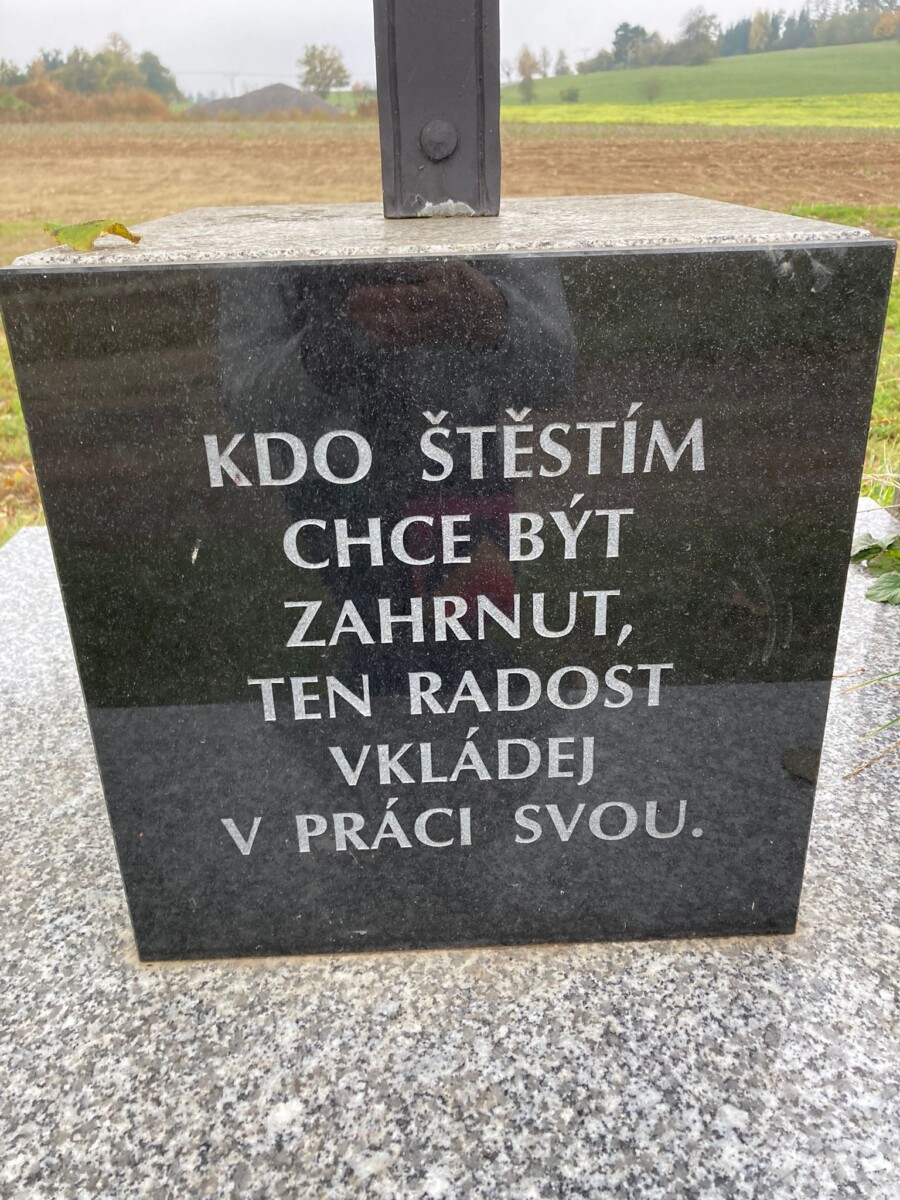 KDO ŠTĚSTÍM
CHCE BÝT
ZAHRNUT,
TEN RADOST
VKLÁDEJ
V PRÁCI SVOU.